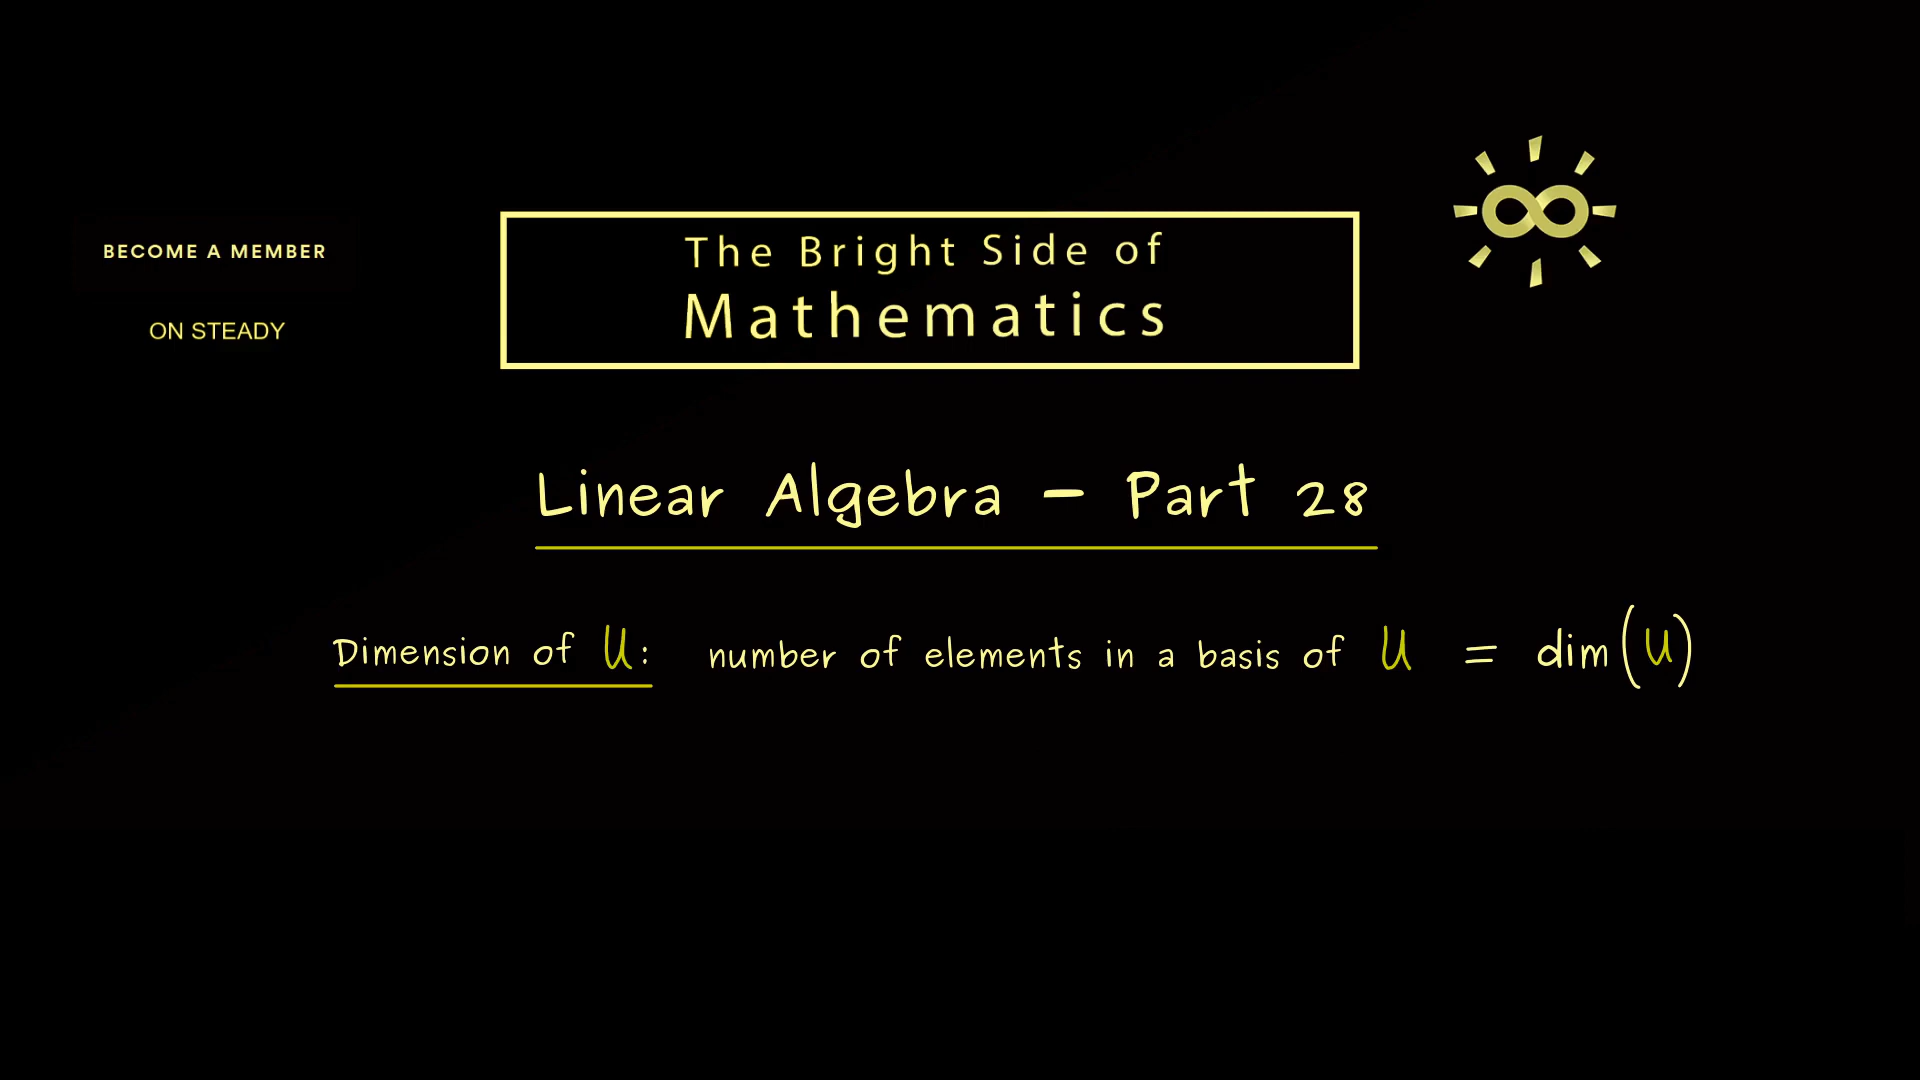 BECOME A MEMBER
ON STEADY
The Bright Side of
Mathematics
Linear Algebra – Part 28
Dimension of U: number of elements in a basis of U = dim(U)